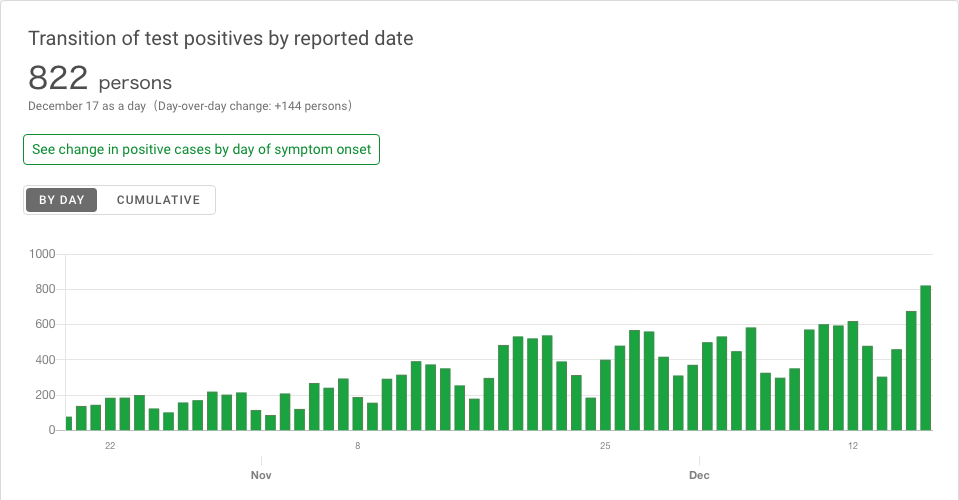 Transition of test positives by reported date
822 persons
December 17 as a day (Day-over-day change: +144 persons)
See change in positive cases by day of symptom onset
BY DAY CUMULATIVE
1000
800
600
400
200
0
22 8 25 12
Nov Dec